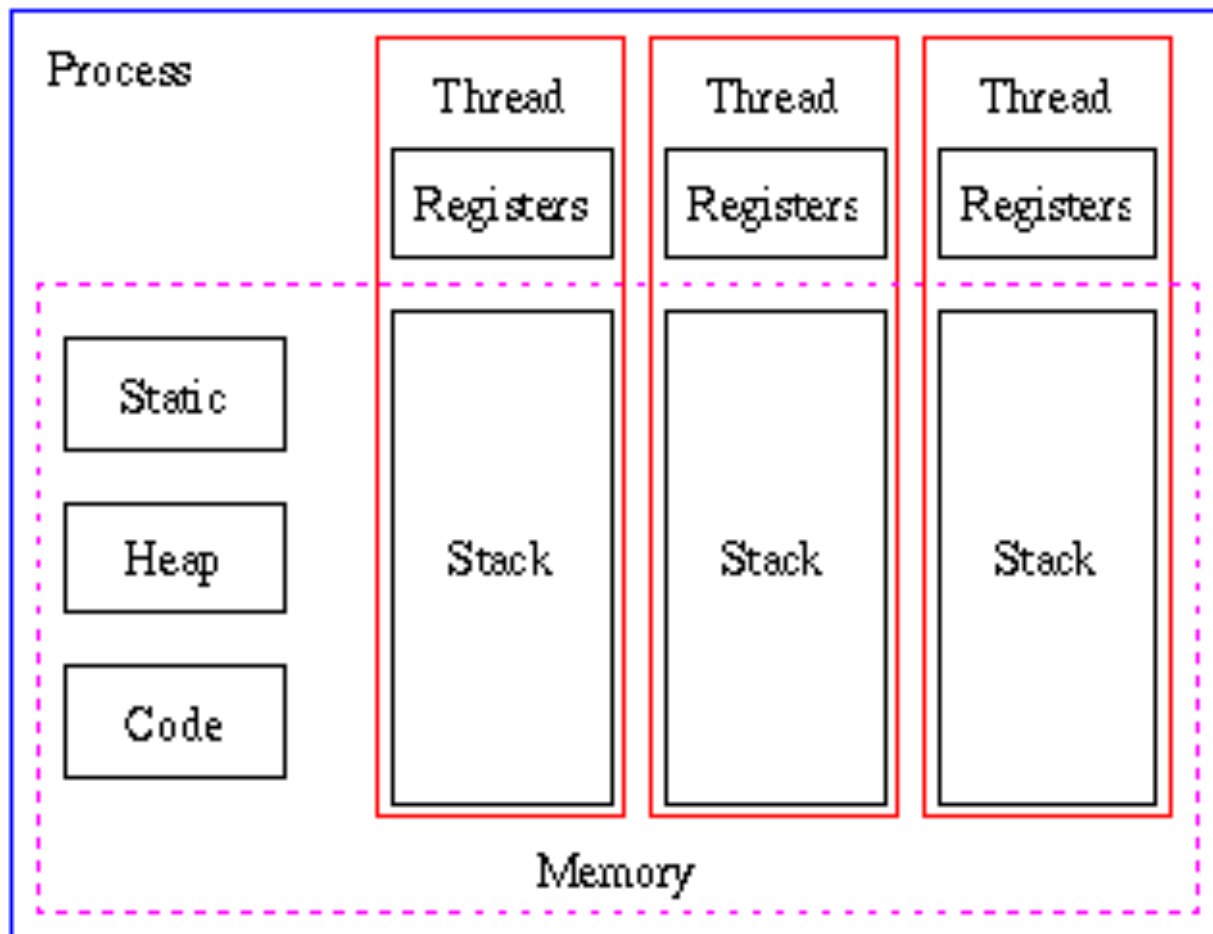 Process
Thread
Thread
Thread
Registers
Registers
Registers
Static
Heap
Code
Stack
Stack
Stack
Memory